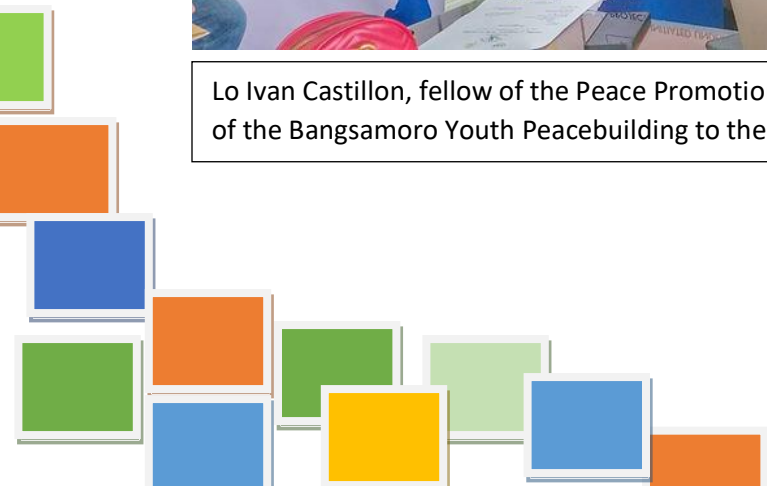 Lo Ivan Castillon, fellow of the Peace Promotio
of the Bangsamoro Youth Peacebuilding to the